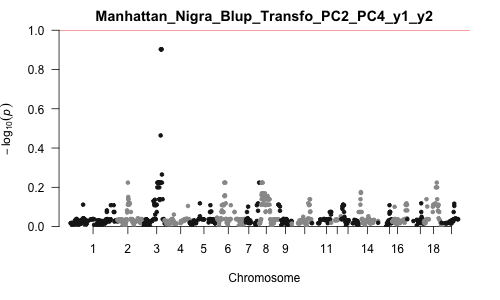 Manhattan_Nigra_Blup_Transfo_PC2_PC4_y1_y2
1.0
0.8
0.6
0.4
0.2
0.0
− log10(p)
1 2 3 4 5 6 7 8 9 11 14 16 18
Chromosome